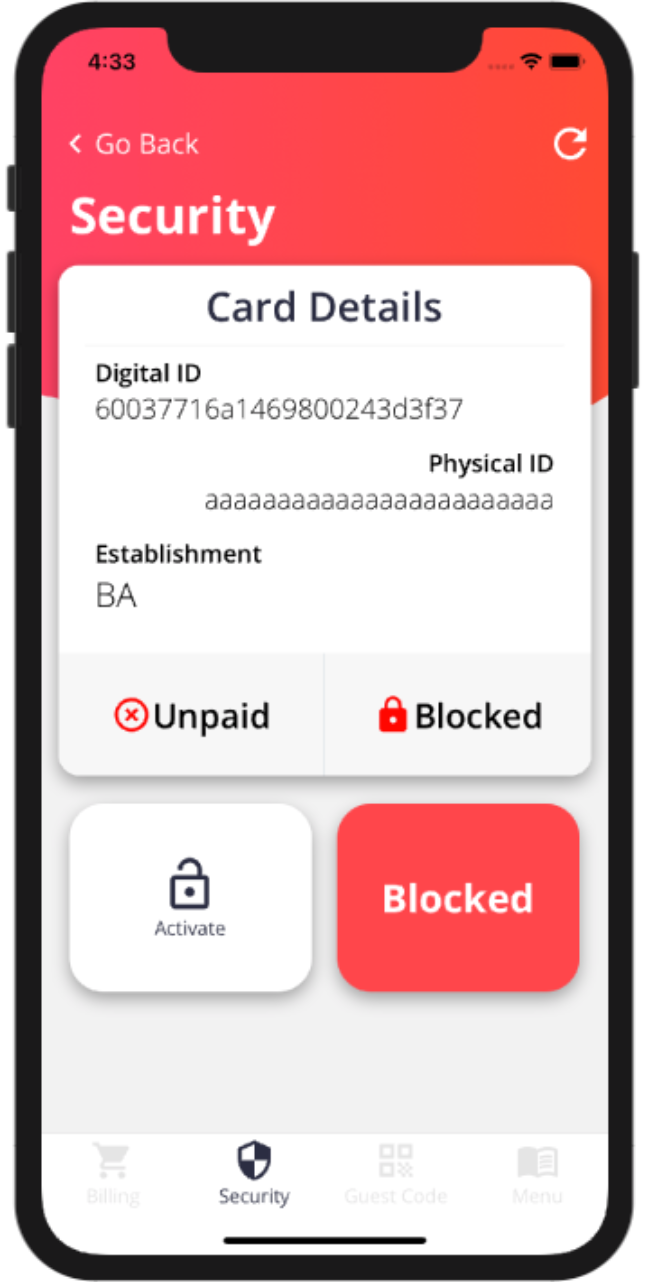 4:33
Go Back
Security
Card Details
Digital ID
60037716a1469800243d3f37
Physical ID
aaaaaaaaaaaaaaaaaaaaaaaa
Establishment
BA
Unpaid
Blocked
Activate
Blocked
Billing
Security
Guest Code
Menu